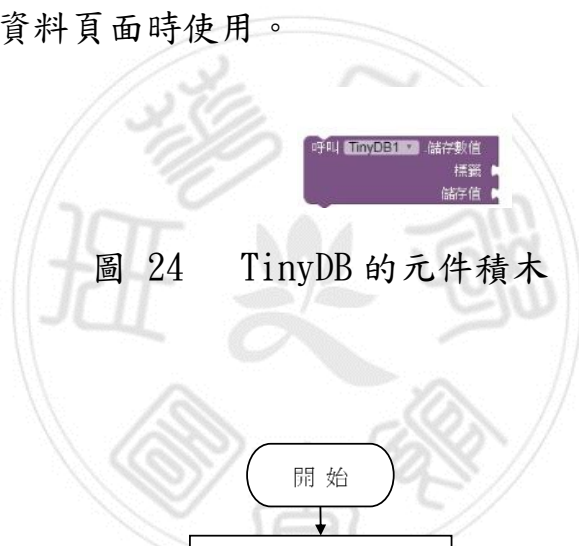 資料頁面時使用。
呼叫 TinyDB1 .儲存數值
標籤
儲存值
圖 24 TinyDB 的元件積木
開 始